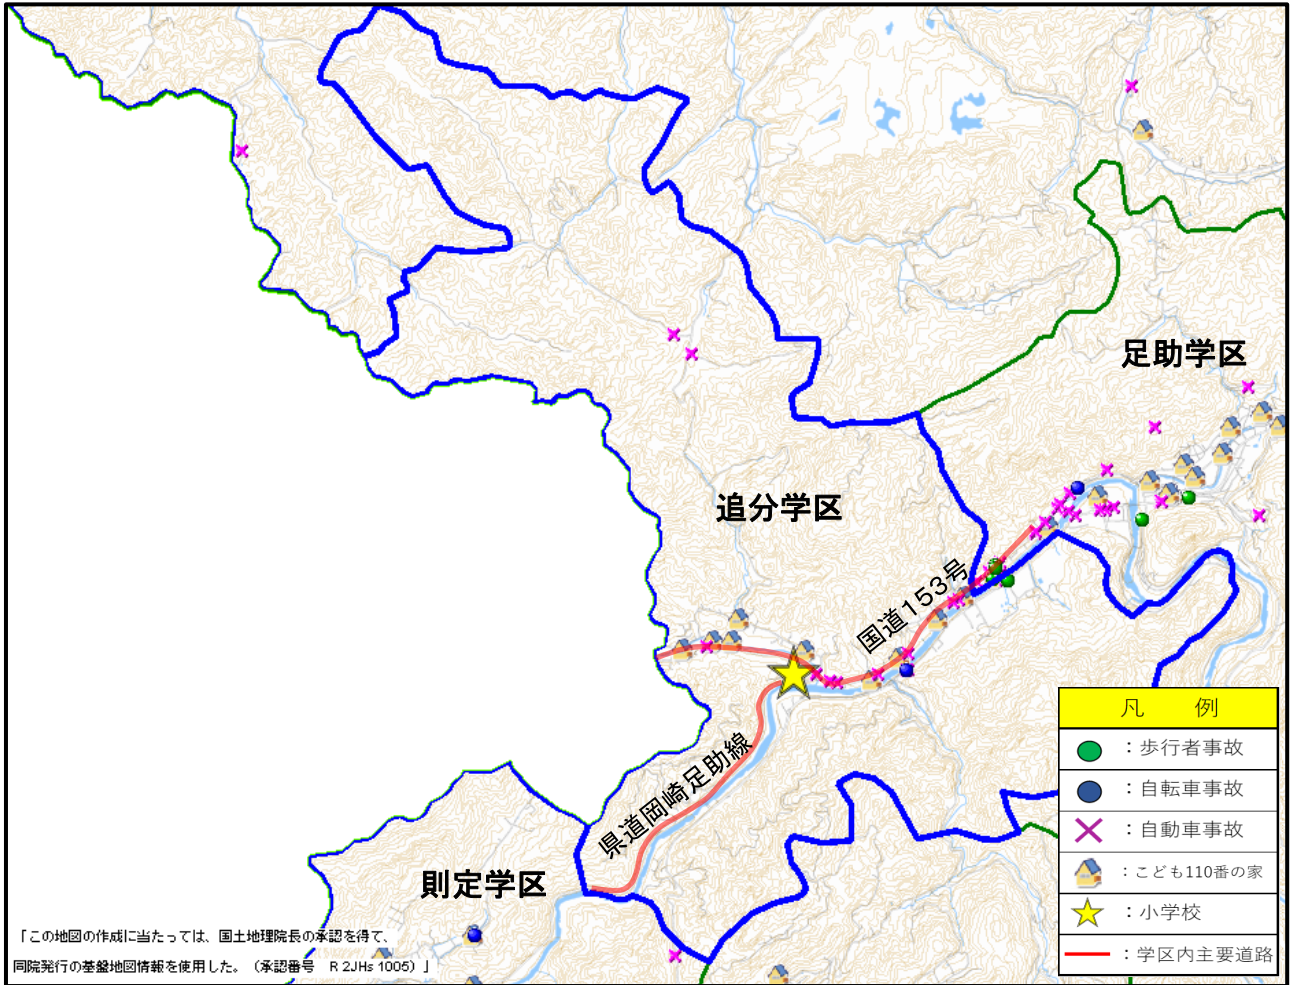 足助学区
追分学区
国道153号
県道岡崎足助線
則定学区
凡　例
：歩行者事故
：自転車事故
：自動車事故
：こども110番の家
：小学校
：学区内主要道路
「この地図の作成に当たっては、国土地理院長の承認を得て、
同院発行の基盤地図情報を使用した。（承認番号　R 2JHs 1005）」